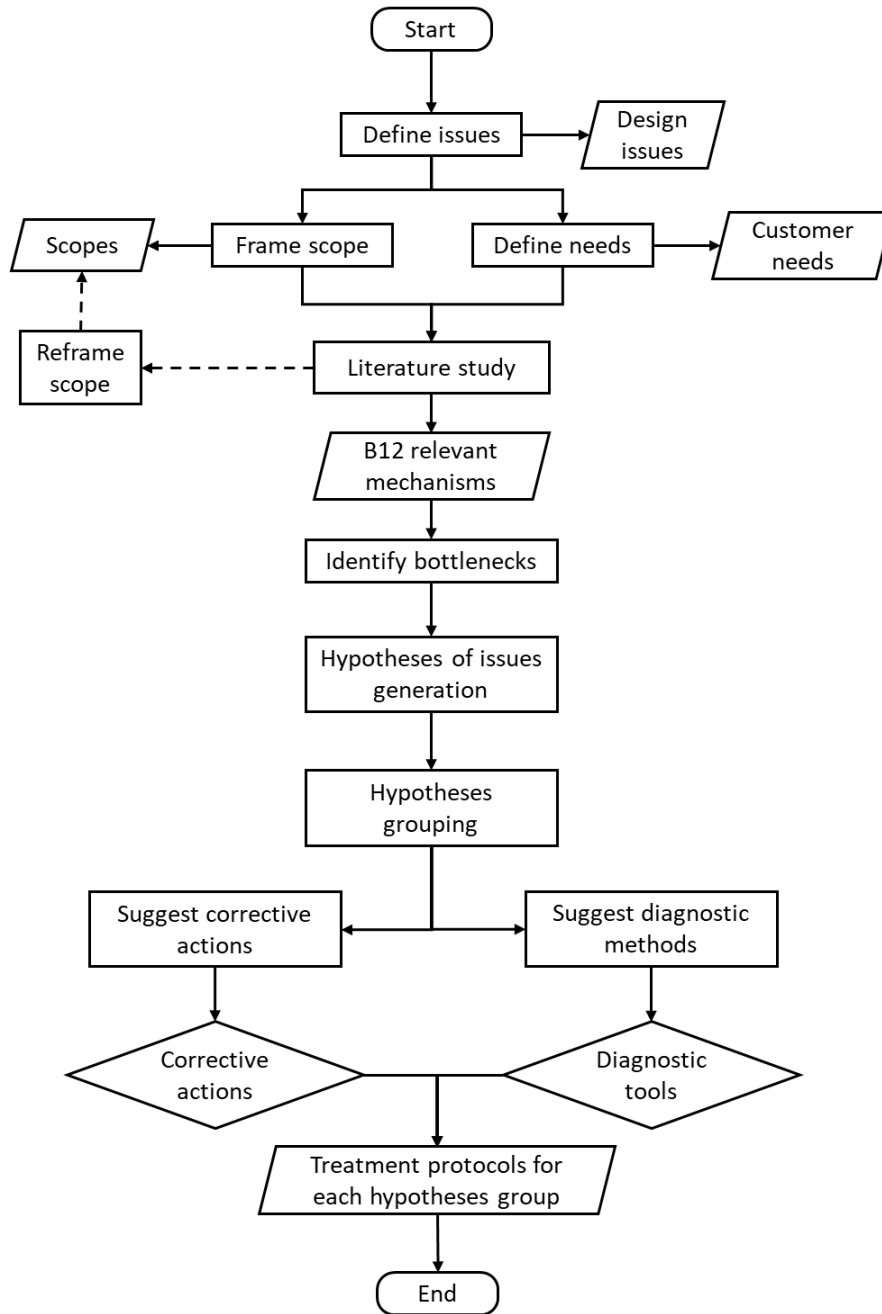 Start
Define issues
Design
issues
Scopes
Frame scope
Define needs
Customer
needs
Reframe
scope
Literature study
B12 relevant
mechanisms
Identify bottlenecks
Hypotheses of issues
generation
Hypotheses
grouping
Suggest corrective
actions
Suggest diagnostic
methods
Corrective
actions
Diagnostic
tools
Treatment protocols for
each hypotheses group
End